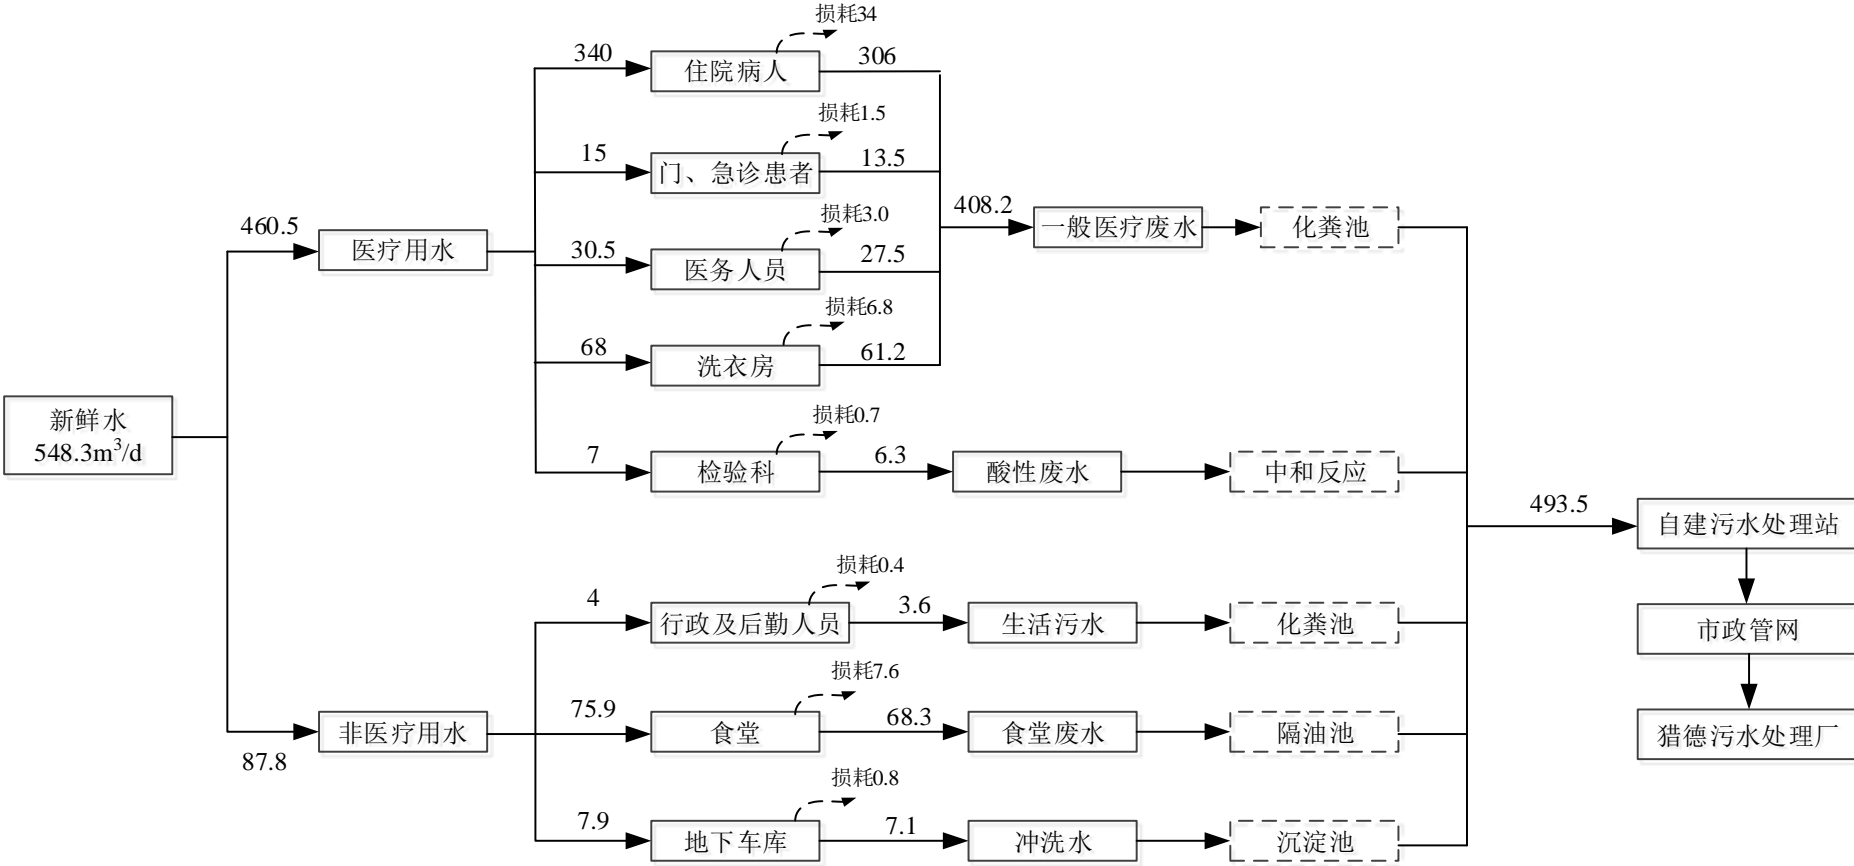 损耗34
340
住院病人
306
损耗1.5
15
门、急诊患者
13.5
损耗3.0
460.5
医疗用水
30.5
医务人员
27.5
408.2
一般医疗废水
化粪池
损耗6.8
68
洗衣房
61.2
新鲜水
548.3m³/d
损耗0.7
7
检验科
6.3
酸性废水
中和反应
493.5
自建污水处理站
损耗0.4
4
行政及后勤人员
3.6
生活污水
化粪池
市政管网
损耗7.6
87.8
非医疗用水
75.9
食堂
68.3
食堂废水
隔油池
猎德污水处理厂
损耗0.8
7.9
地下车库
7.1
冲洗水
沉淀池